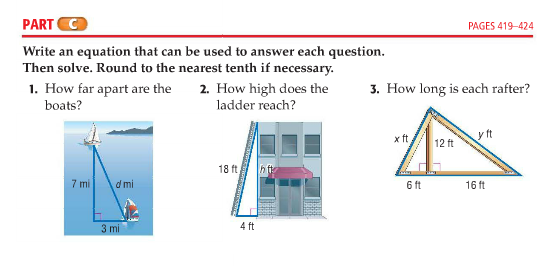 PART C
PAGES 419–424
Write an equation that can be used to answer each question.
Then solve. Round to the nearest tenth if necessary.
1. How far apart are the
boats?
7 mi
d mi
3 mi
2. How high does the
ladder reach?
18 ft
h ft
4 ft
3. How long is each rafter?
x ft
12 ft
y ft
6 ft
16 ft